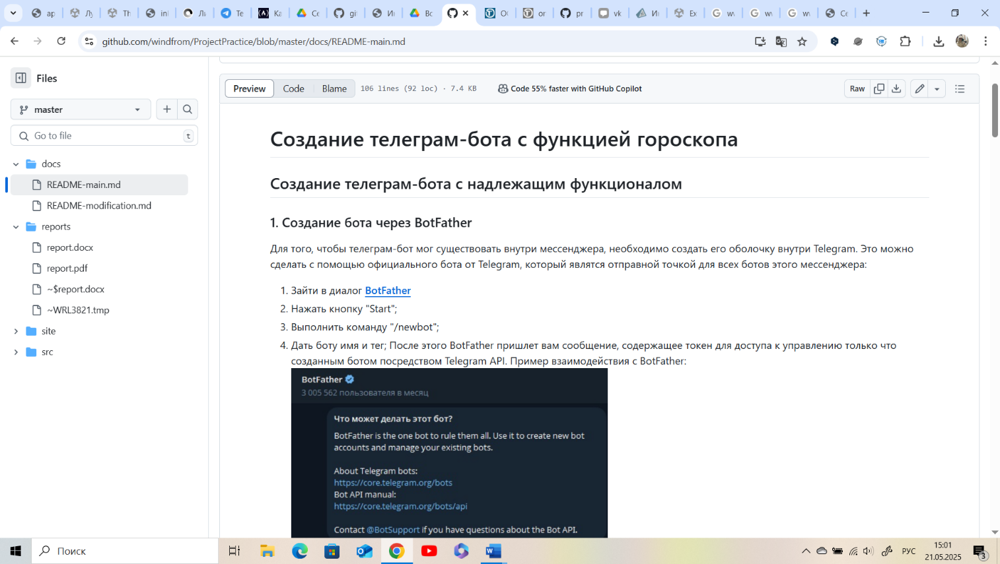 ap
Лу
Th
inl
Ли
Te
Ka
Ce
gi
Ин
Bc
O
or
pr
vk
И
Ex
wv
wv
wv
Ce
github.com/windfrom/ProjectPractice/blob/master/docs/README-main.md
Files
master
Go to file
t
docs
README-main.md
README-modification.md
reports
report.docx
report.pdf
~$report.docx
~WRL3821.tmp
site
src
Preview
Code
Blame
106 lines (92 loc) · 7.4 KB
Code 55% faster with GitHub Copilot
Raw
Создание телеграм-бота с функцией гороскопа
Создание телеграм-бота с надлежащим функционалом
1. Создание бота через BotFather
Для того, чтобы телеграм-бот мог существовать внутри мессенджера, необходимо создать его оболочку внутри Telegram. Это можно
сделать с помощью официального бота от Telegram, который являтся отправной точкой для всех ботов этого мессенджера:
1. Зайти в диалог BotFather
2. Нажать кнопку "Start";
3. Выполнить команду "/newbot";
4. Дать боту имя и тег; После этого BotFather пришлет вам сообщение, содержащее токен для доступа к управлению только что
созданным ботом посредством Telegram API. Пример взаимодействия с BotFather:
BotFather
3 005 562 пользователя в месяц
Что может делать этот бот?
BotFather is the one bot to rule them all. Use it to create new bot
accounts and manage your existing bots.
About Telegram bots:
https://core.telegram.org/bots
Bot API manual:
https://core.telegram.org/bots/api
Contact @BotSupport if you have questions about the Bot API.
Поиск
РУС
15:01
21.05.2025
3